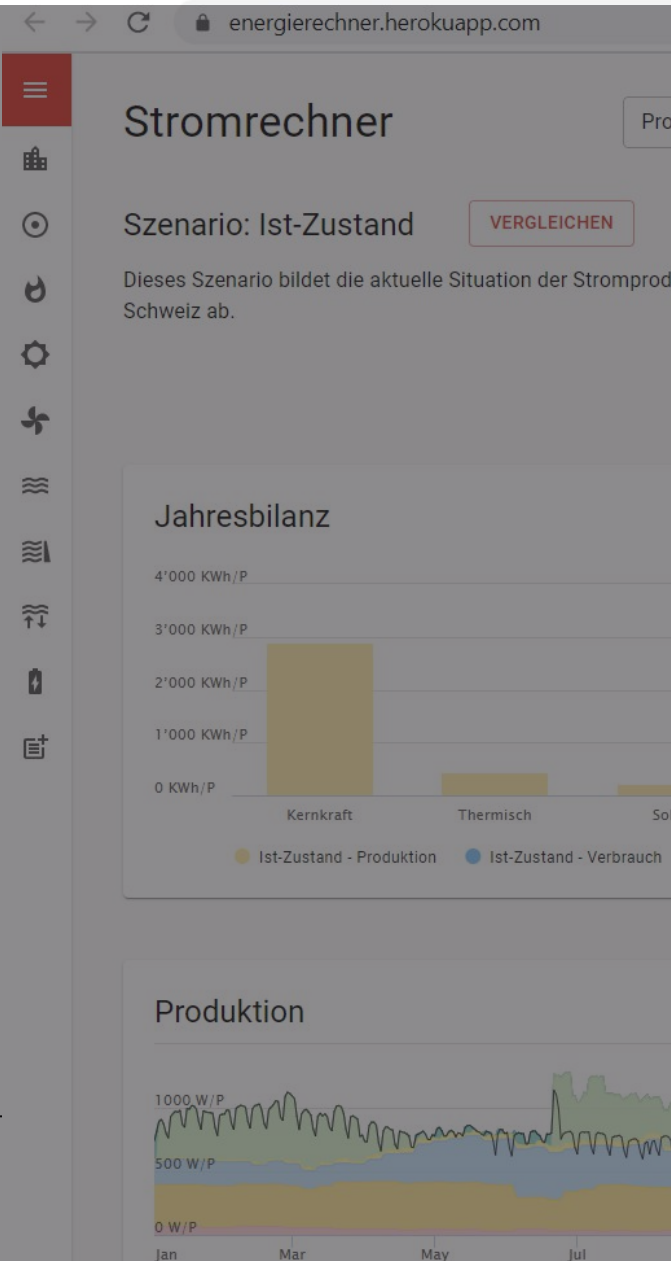 energierechner.herokuapp.com
Stromrechner
Pro
Szenario: Ist-Zustand
VERGLEICHEN
Dieses Szenario bildet die aktuelle Situation der Stromprod
Schweiz ab.
Jahresbilanz
4'000 KWh/P
3'000 KWh/P
2'000 KWh/P
1'000 KWh/P
0 KWh/P
Kernkraft Thermisch Sol
Ist-Zustand - Produktion Ist-Zustand - Verbrauch
Produktion
1000 W/P
500 W/P
0 W/P
Jan Mar May Jul